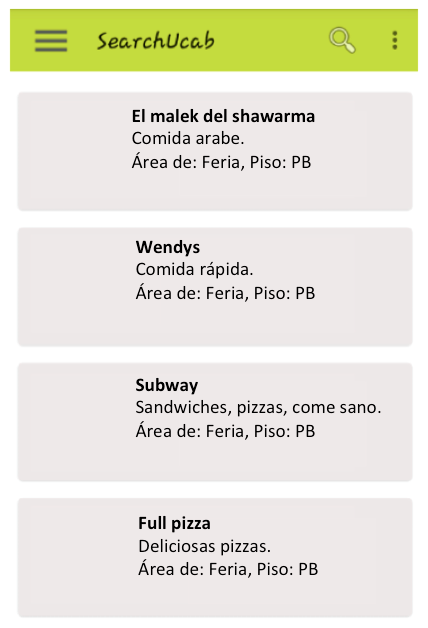 SearchUcab
El malek del shawarma
Comida arabe.
Área de: Feria, Piso: PB
Wendys
Comida rápida.
Área de: Feria, Piso: PB
Subway
Sandwiches, pizzas, come sano.
Área de: Feria, Piso: PB
Full pizza
Deliciosas pizzas.
Área de: Feria, Piso: PB